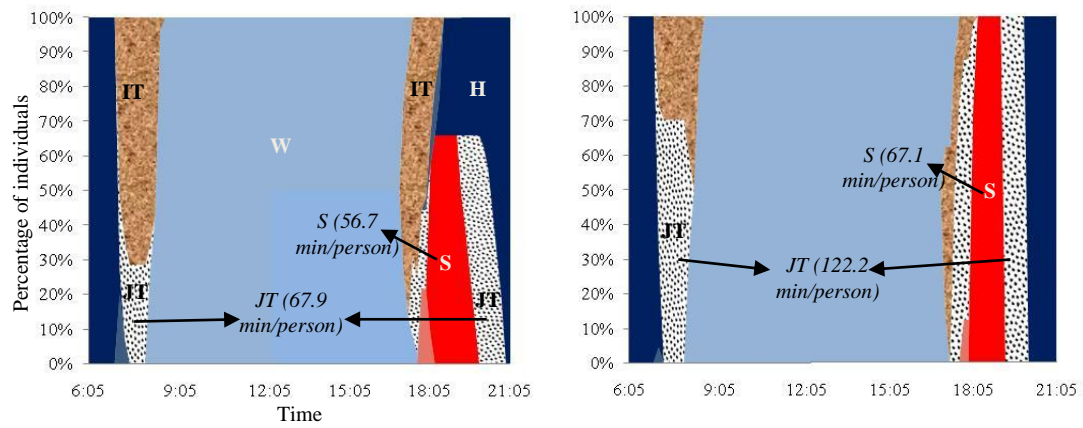 Percentage of individuals
100%
90%
80%
70%
60%
50%
40%
30%
20%
10%
0%
IT
IT
H
W
S (56.7
min/person)
S
JT
JT (67.9
min/person)
JT
6:05
9:05
12:05
15:05
18:05
21:05
Time
100%
90%
80%
70%
60%
50%
40%
30%
20%
10%
0%
S (67.1
min/person)
S
JT
JT (122.2
min/person)
6:05
9:05
12:05
15:05
18:05
21:05